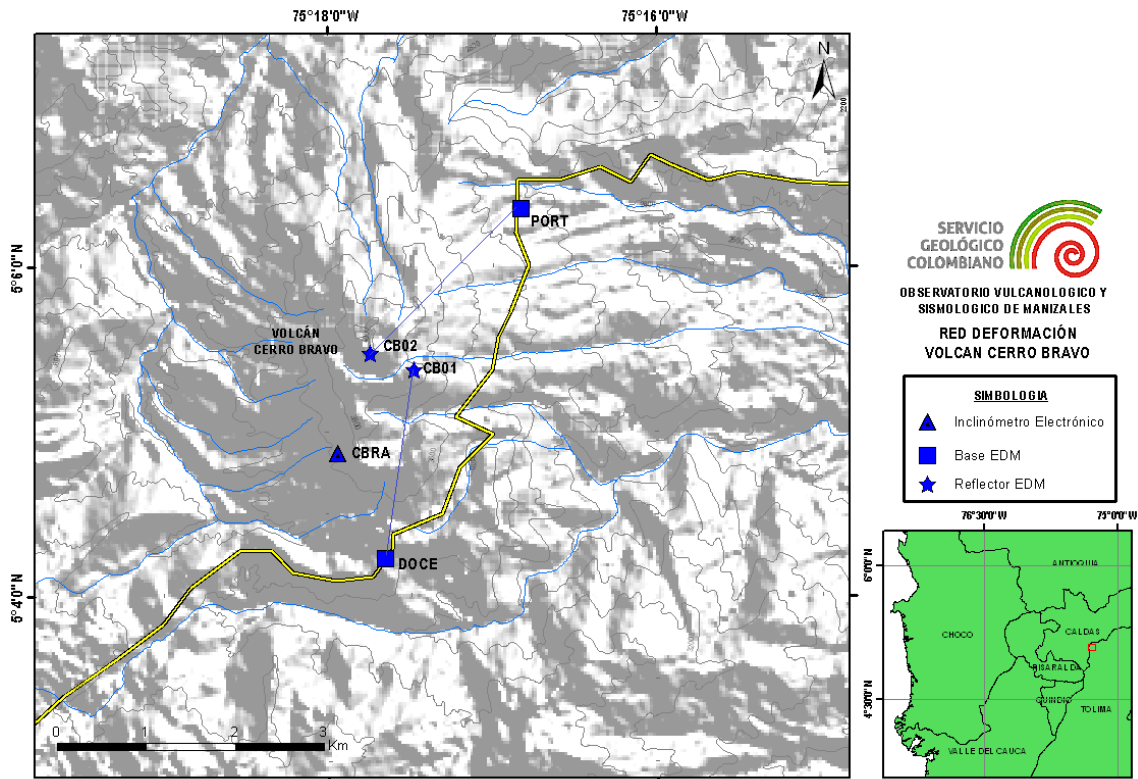 75°18'0"W
75°16'0"W
N
5°6'0"N
5°4'0"N
PORT
VOLCÁN
CERRO BRAVO
CB02
CB01
CBRA
DOCE
0 1 2 3
Km
SERVICIO
GEOLÓGICO
COLOMBIANO
OBSERVATORIO VULCANOLOGICO Y
SISMOLOGICO DE MANIZALES
RED DEFORMACIÓN
VOLCAN CERRO BRAVO
SIMBOLOGIA
Inclinómetro Electrónico
Base EDM
Reflector EDM
76°30'0"W
75°0'0"W
6°0'0"N
4°30'0"N
ANTIOQUIA
CHOCO
CALDAS
RISARALDA
QUINDIO
TOLIMA
VALLE DEL CAUCA